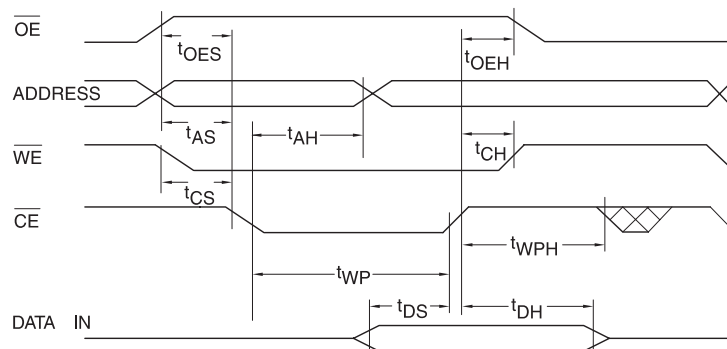 OE
tOES
tOEH
ADDRESS
tAS
tAH
WE
tCH
tCS
CE
tWPH
tWP
tDS
tDH
DATA IN